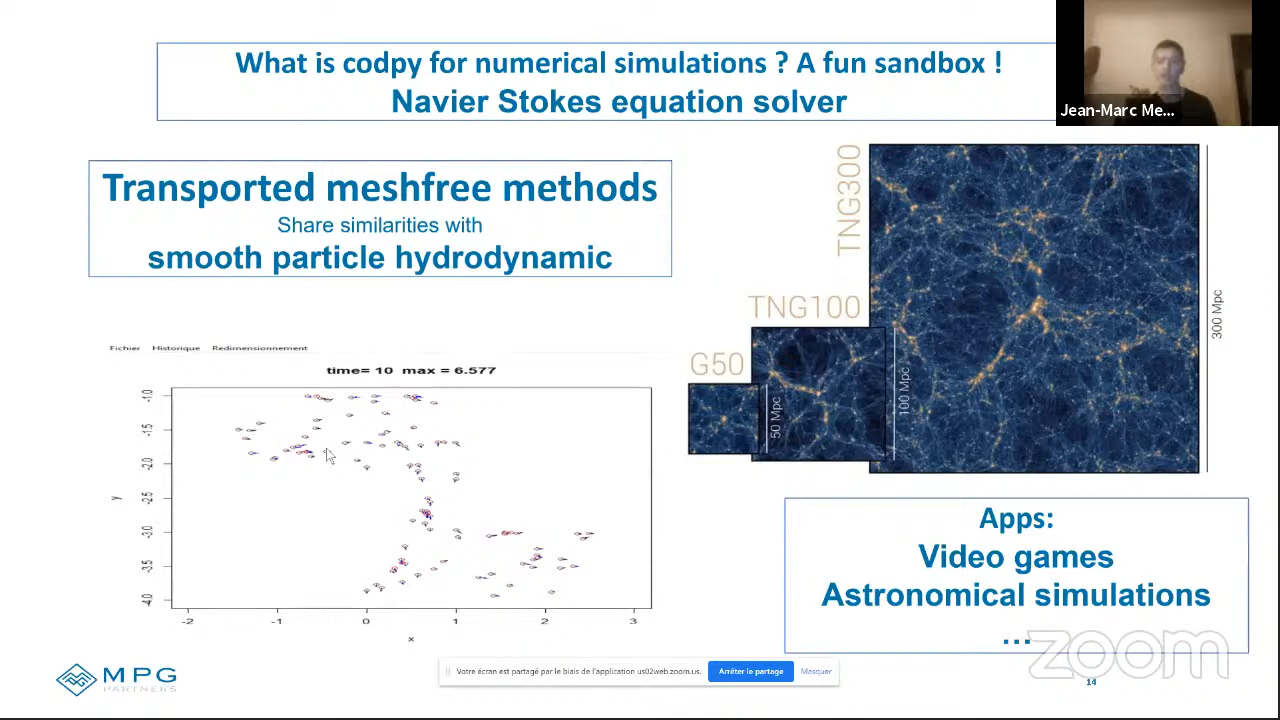 What is codpy for numerical simulations ? A fun sandbox !
Navier Stokes equation solver
Jean-Marc Me...
Transported meshfree methods
Share similarities with
smooth particle hydrodynamic
TNG300
TNG100
G50
50 Mpc
100 Mpc
300 Mpc
Fichier Historique Redimensionnement
time= 10 max = 6.577
-1.0
-1.5
-2.0
-2.5
-3.0
-3.5
-4.0
y
-2 -1 0 1 2 3
x
Apps:
Video games
Astronomical simulations
...
zoom
MPG
PARTNERS
Votre écran est partagé par le biais de l'application us02web.zoom.us.
Arrêter le partage
Masquer
14